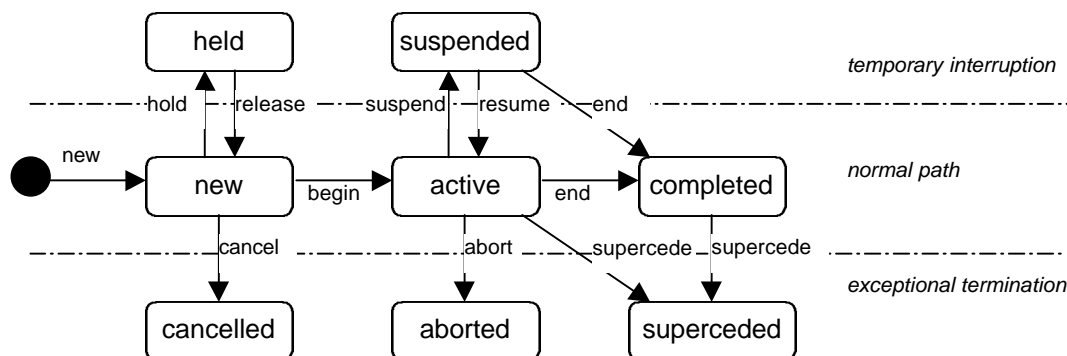 held
suspended
temporary interruption
hold
release
suspend
resume
end
new
new
begin
active
end
completed
normal path
cancel
abort
supercede
supercede
exceptional termination
cancelled
aborted
superceded